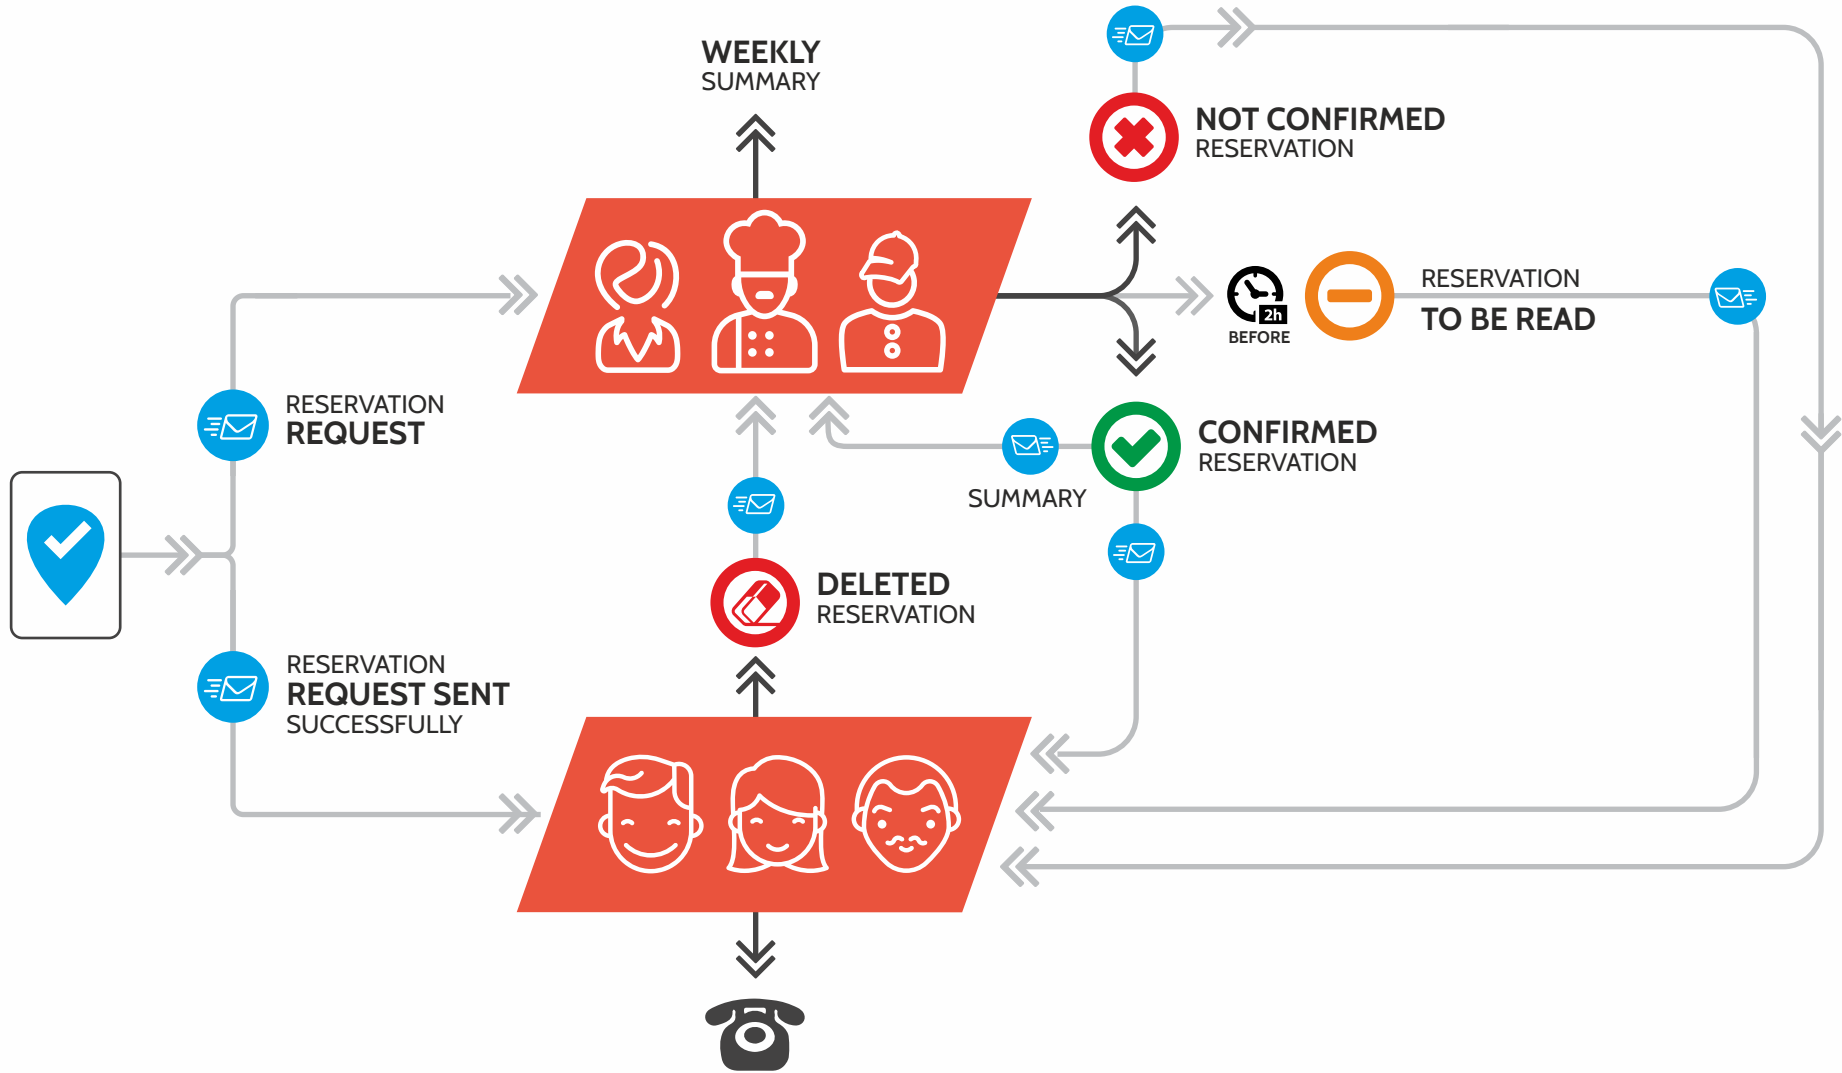 WEEKLY
SUMMARY
NOT CONFIRMED
RESERVATION
2h
BEFORE
RESERVATION
TO BE READ
RESERVATION
REQUEST
CONFIRMED
RESERVATION
SUMMARY
DELETED
RESERVATION
RESERVATION
REQUEST SENT
SUCCESSFULLY